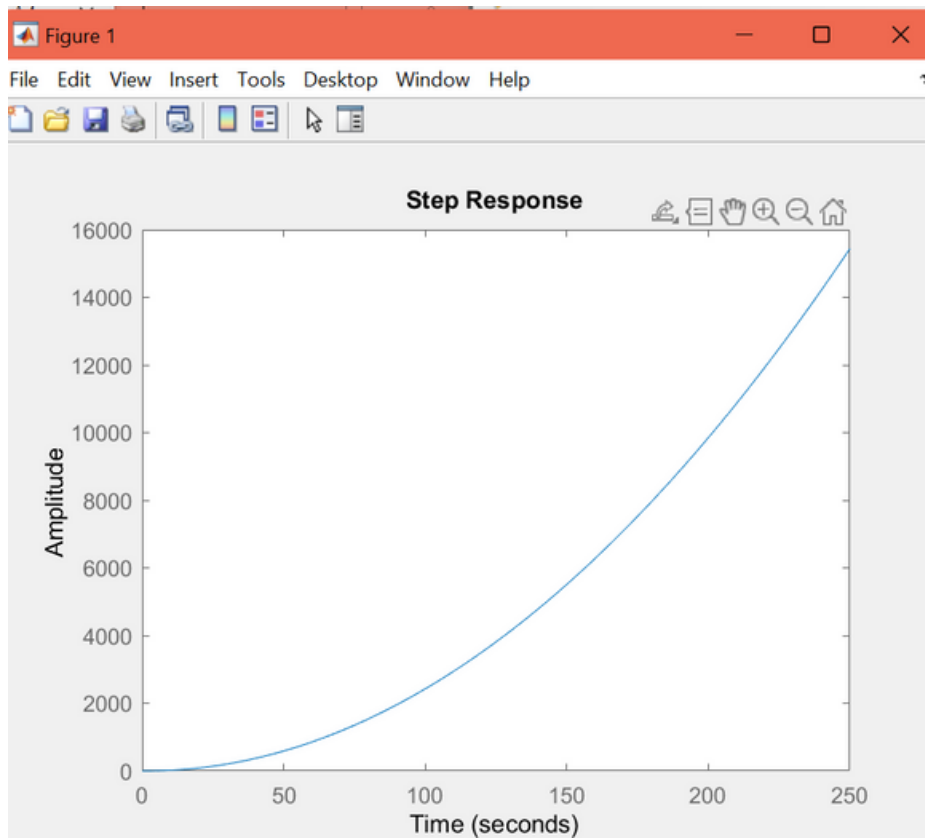 Figure 1
File Edit View Insert Tools Desktop Window Help
Step Response
16000
14000
12000
10000
8000
6000
4000
2000
0
Amplitude
0 50 100 150 200 250
Time (seconds)